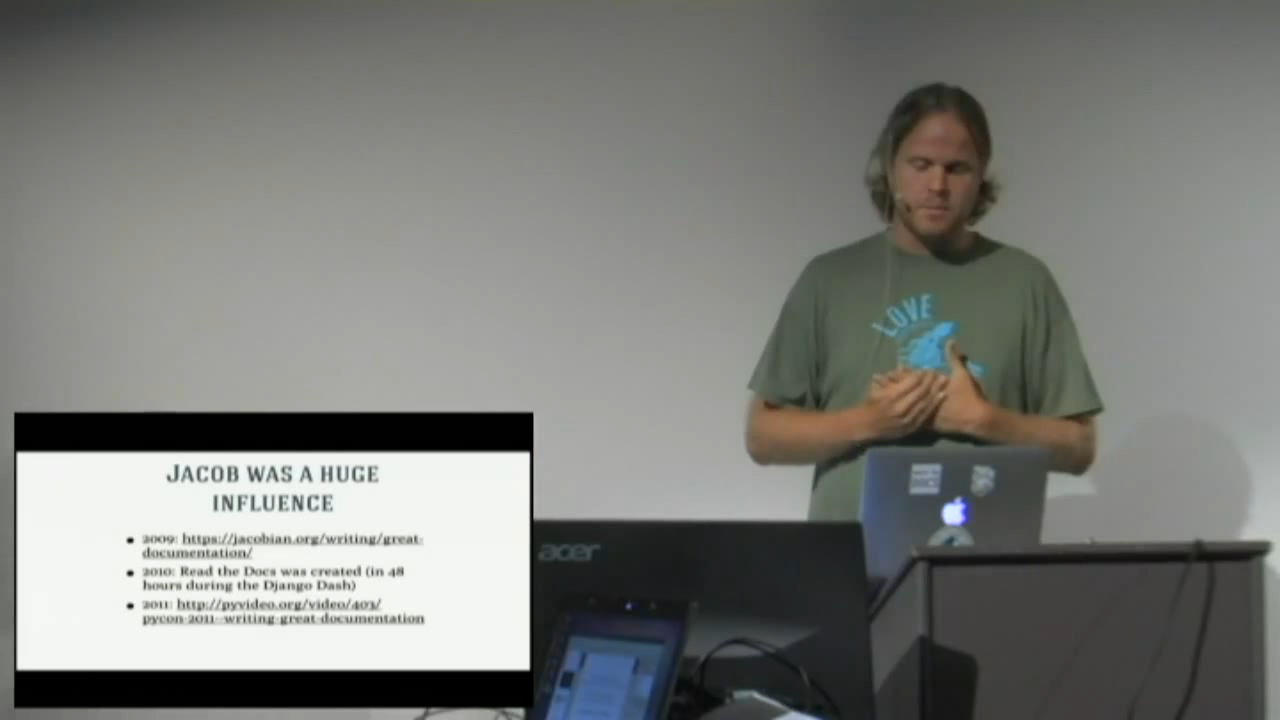 LOVE
JACOB WAS A HUGE
INFLUENCE
2009: https://jacobian.org/writing/great-
documentation/
2010: Read the Docs was created (in 48
hours during the Django Dash)
2011: http://pyvideo.org/video/403/
pycon-2011--writing-great-documentation
acer